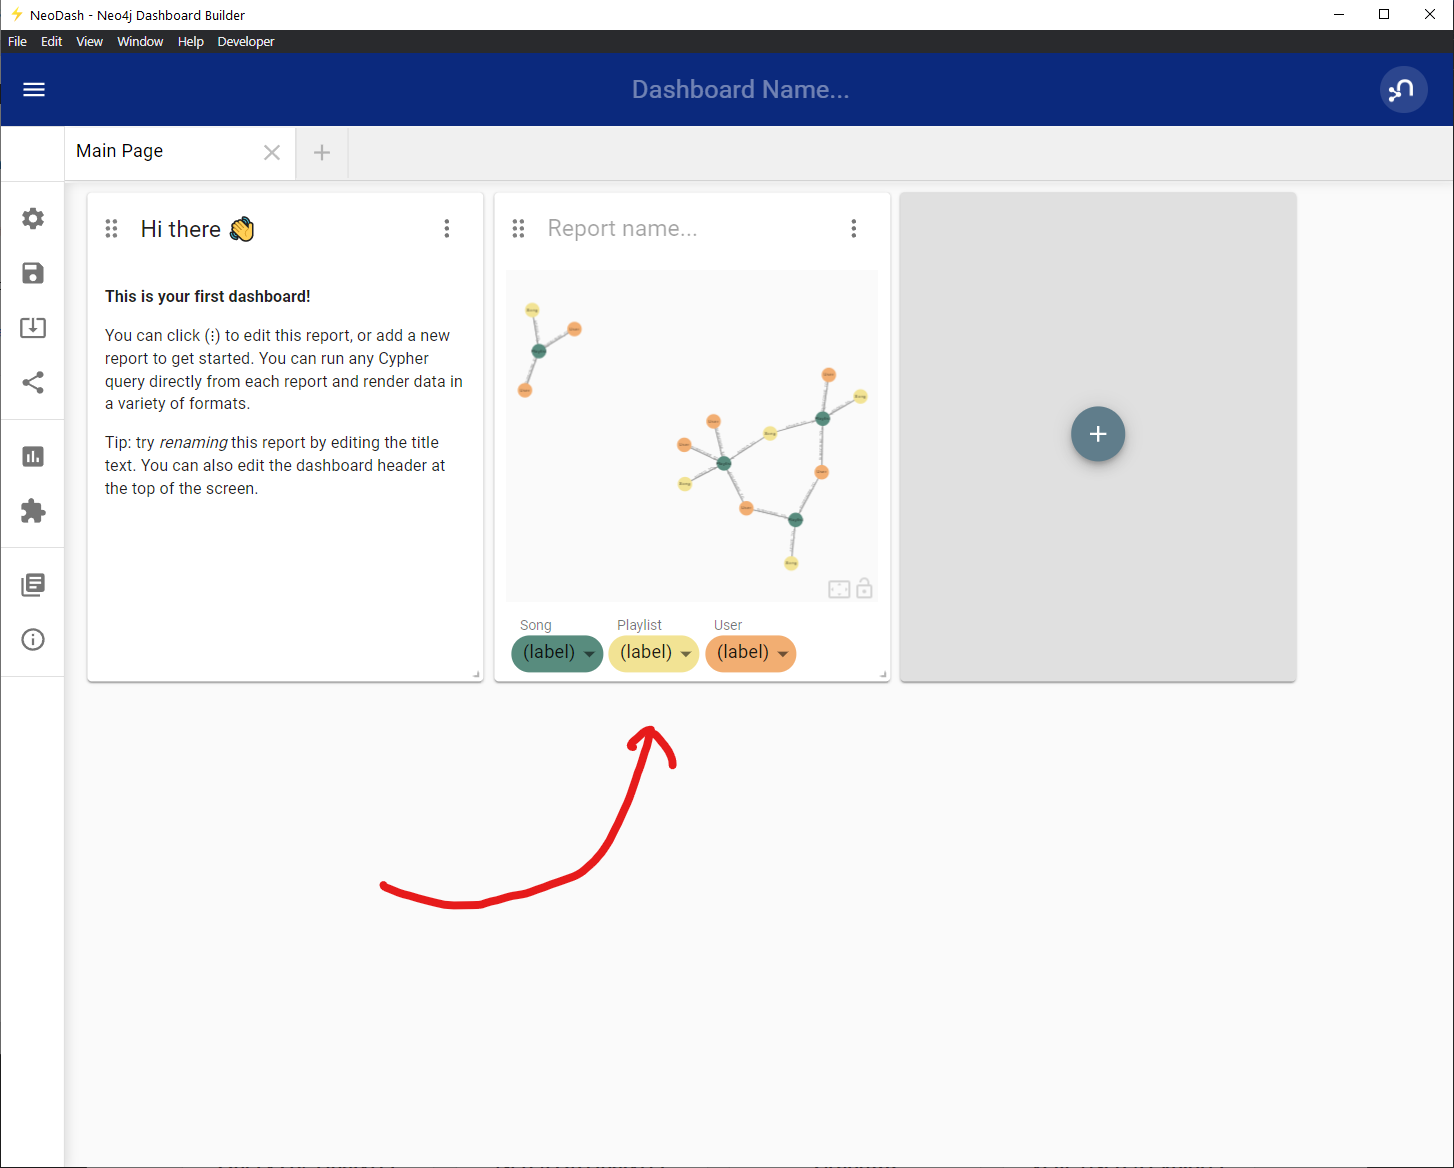 NeoDash - Neo4j Dashboard Builder
File Edit View Window Help Developer
Dashboard Name...
Main Page
Hi there
This is your first dashboard!
You can click (⋮) to edit this report, or add a new
report to get started. You can run any Cypher
query directly from each report and render data in
a variety of formats.
Tip: try renaming this report by editing the title
text. You can also edit the dashboard header at
the top of the screen.
Report name...
Song Playlist User
(label) (label) (label)